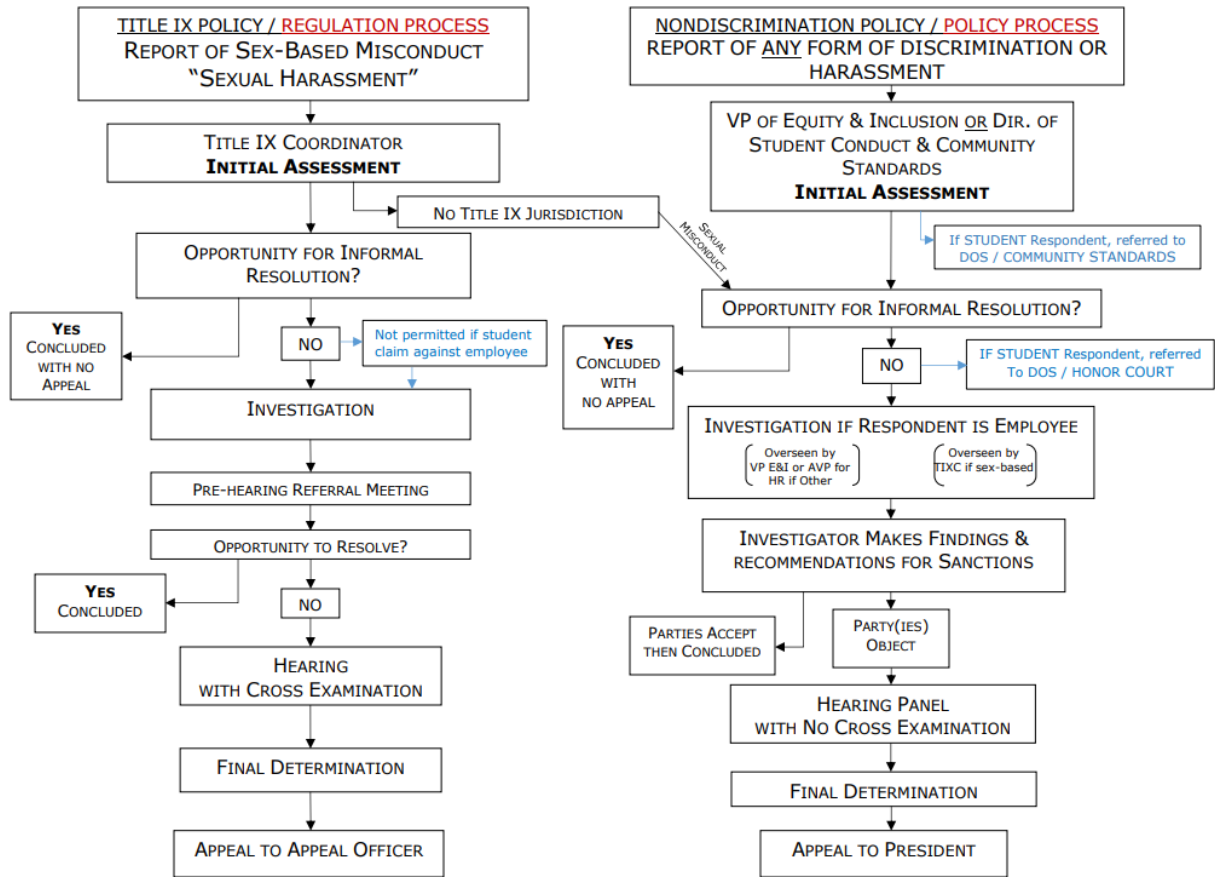 TITLE IX POLICY / REGULATION PROCESS
REPORT OF SEX-BASED MISCONDUCT
“SEXUAL HARASSMENT”
TITLE IX COORDINATOR
INITIAL ASSESSMENT
NO TITLE IX JURISDICTION
SEXUAL
MISCONDUCT
OPPORTUNITY FOR INFORMAL
RESOLUTION?
YES
CONCLUDED
WITH NO
APPEAL
NO
Not permitted if student
claim against employee
INVESTIGATION
PRE-HEARING REFERRAL MEETING
OPPORTUNITY TO RESOLVE?
YES
CONCLUDED
NO
HEARING
WITH CROSS EXAMINATION
FINAL DETERMINATION
APPEAL TO APPEAL OFFICER
NONDISCRIMINATION POLICY / POLICY PROCESS
REPORT OF ANY FORM OF DISCRIMINATION OR
HARASSMENT
VP OF EQUITY & INCLUSION OR DIR. OF
STUDENT CONDUCT & COMMUNITY
STANDARDS
INITIAL ASSESSMENT
If STUDENT Respondent, referred to
DOS / COMMUNITY STANDARDS
OPPORTUNITY FOR INFORMAL RESOLUTION?
YES
CONCLUDED
WITH
NO APPEAL
NO
IF STUDENT Respondent, referred
To DOS / HONOR COURT
INVESTIGATION IF RESPONDENT IS EMPLOYEE
Overseen by
VP E&I or AVP for
HR if Other
Overseen by
TIXC if sex-based
INVESTIGATOR MAKES FINDINGS &
RECOMMENDATIONS FOR SANCTIONS
PARTIES ACCEPT
THEN CONCLUDED
PARTY(IES)
OBJECT
HEARING PANEL
WITH NO CROSS EXAMINATION
FINAL DETERMINATION
APPEAL TO PRESIDENT